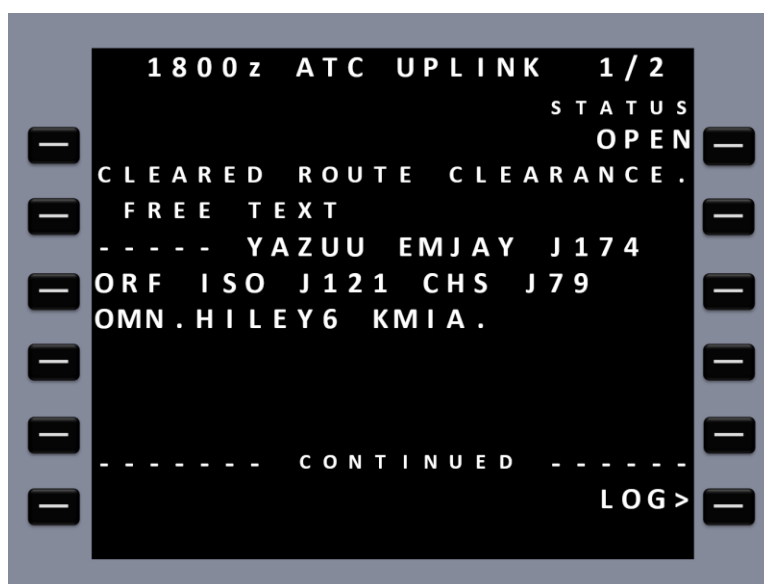 1800z ATC UPLINK 1/2
STATUS
OPEN
CLEARED ROUTE CLEARANCE.
FREE TEXT
----- YAZUU EMJAY J174
ORF ISO J121 CHS J79
OMN.HILEY6 KMIA.
------- CONTINUED ------
LOG>